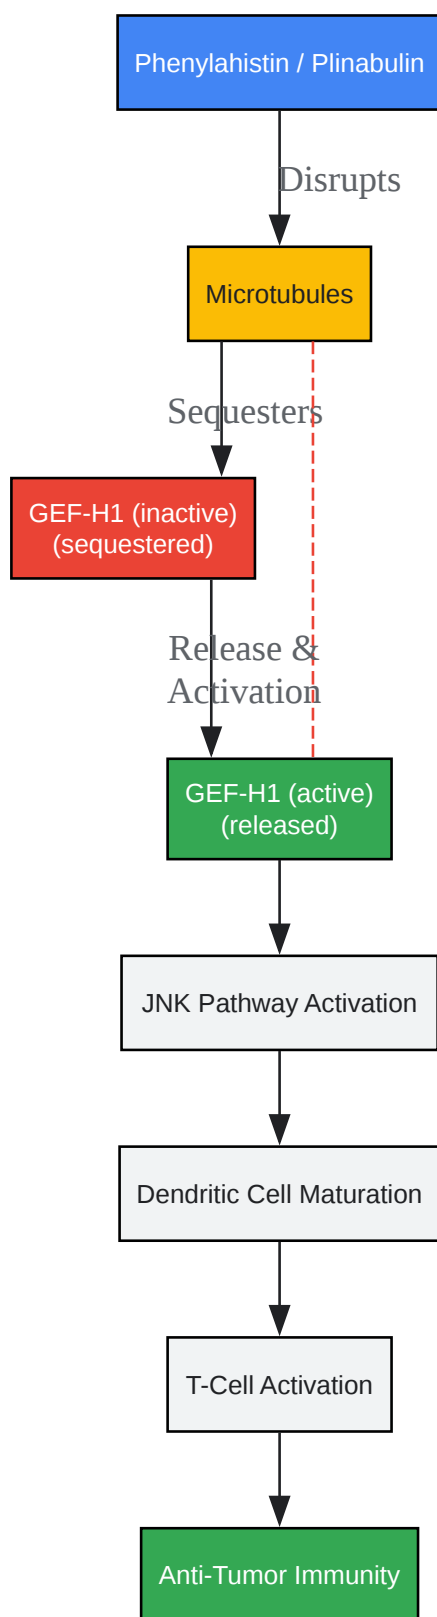 Phenylahistin / Plinabulin
Disrupts
Microtubules
Sequesters
GEF-H1 (inactive)
(sequestered)
Release &
Activation
GEF-H1 (active)
(released)
JNK Pathway Activation
Dendritic Cell Maturation
T-Cell Activation
Anti-Tumor Immunity